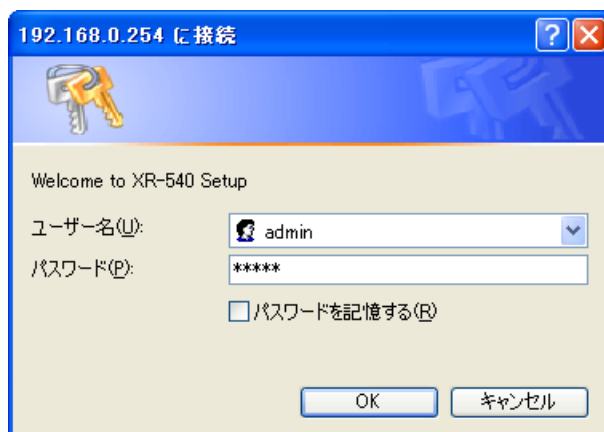 192.168.0.254 に接続
Welcome to XR-540 Setup
ユーザー名(U):
admin
パスワード(P):
*****
パスワードを記憶する(R)
OK
キャンセル